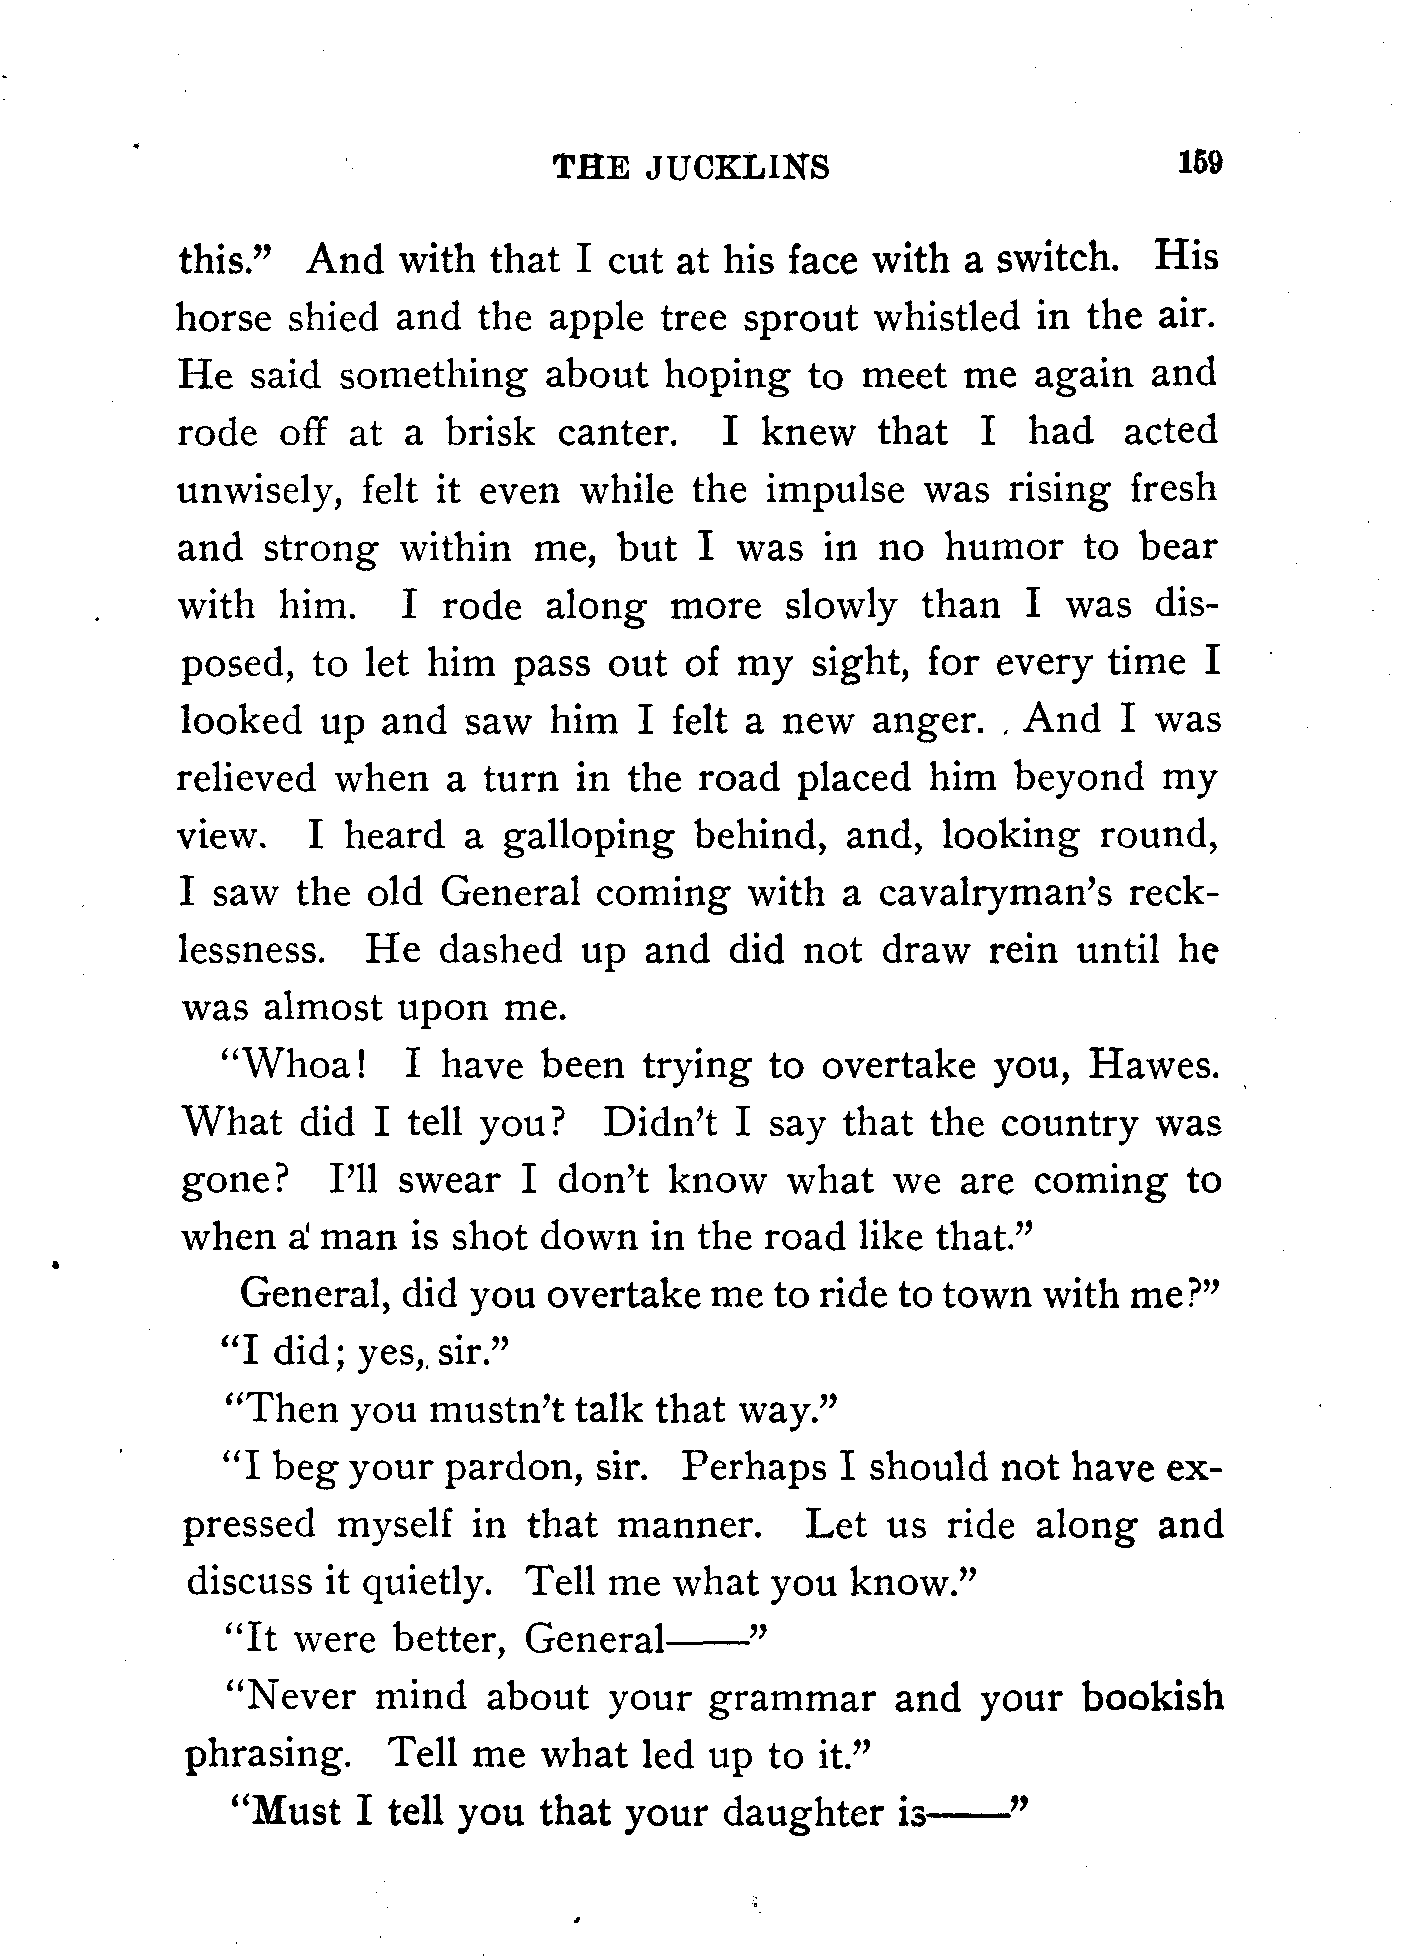 THE JUCKLINS 159
this.” And with that I cut at his face with a switch. His
horse shied and the apple tree sprout whistled in the air.
He said something about hoping to meet me again and
rode off at a brisk canter. I knew that I had acted
unwisely, felt it even while the impulse was rising fresh
and strong within me, but I was in no humor to bear
with him. I rode along more slowly than I was dis-
posed, to let him pass out of my sight, for every time I
looked up and saw him I felt a new anger. And I was
relieved when a turn in the road placed him beyond my
view. I heard a galloping behind, and, looking round,
I saw the old General coming with a cavalryman’s reck-
lessness. He dashed up and did not draw rein until he
was almost upon me.
“Whoa! I have been trying to overtake you, Hawes.
What did I tell you? Didn’t I say that the country was
gone? I’ll swear I don’t know what we are coming to
when a man is shot down in the road like that.”
General, did you overtake me to ride to town with me?”
“I did; yes, sir.”
“Then you mustn’t talk that way.”
“I beg your pardon, sir. Perhaps I should not have ex-
pressed myself in that manner. Let us ride along and
discuss it quietly. Tell me what you know.”
“It were better, General——”
“Never mind about your grammar and your bookish
phrasing. Tell me what led up to it.”
“Must I tell you that your daughter is——”